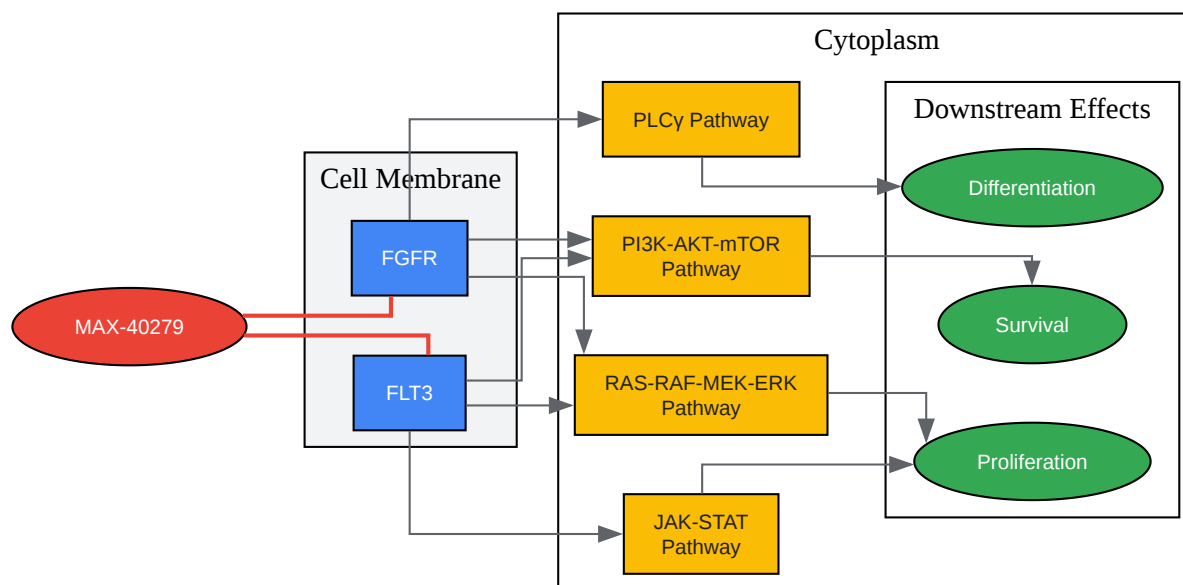 Cytoplasm
PLCγ Pathway
Downstream Effects
Cell Membrane
Differentiation
FGFR
PI3K-AKT-mTOR
Pathway
MAX-40279
Survival
FLT3
RAS-RAF-MEK-ERK
Pathway
Proliferation
JAK-STAT
Pathway